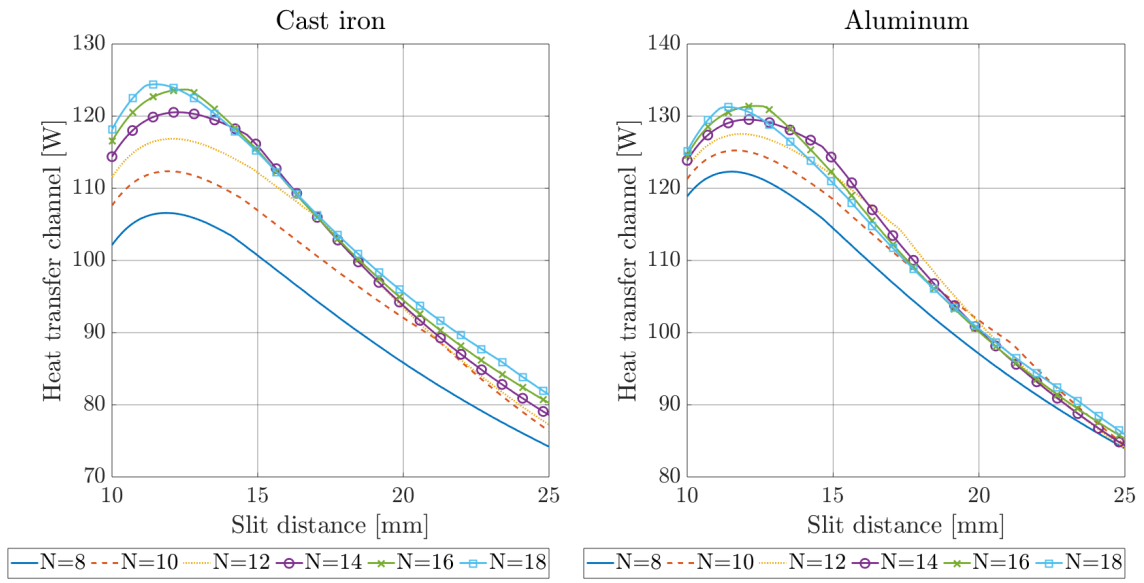 Cast iron
130
120
110
100
90
80
70
10
15
20
25
Heat transfer channel [W]
Slit distance [mm]
N=8 N=10 N=12 N=14 N=16 N=18
Aluminum
140
130
120
110
100
90
80
10
15
20
25
Heat transfer channel [W]
Slit distance [mm]
N=8 N=10 N=12 N=14 N=16 N=18